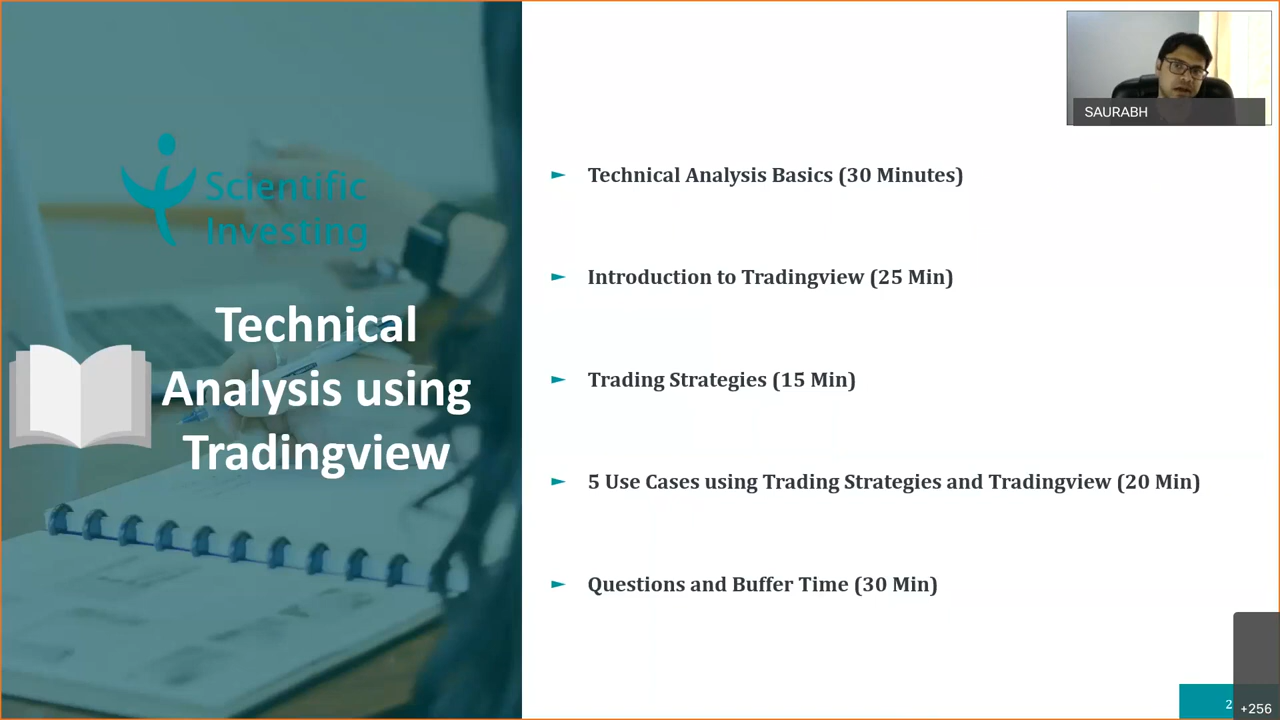 Scientific
Investing
Technical
Analysis using
Tradingview
SAURABH
► Technical Analysis Basics (30 Minutes)
► Introduction to Tradingview (25 Min)
► Trading Strategies (15 Min)
► 5 Use Cases using Trading Strategies and Tradingview (20 Min)
► Questions and Buffer Time (30 Min)
2
+256